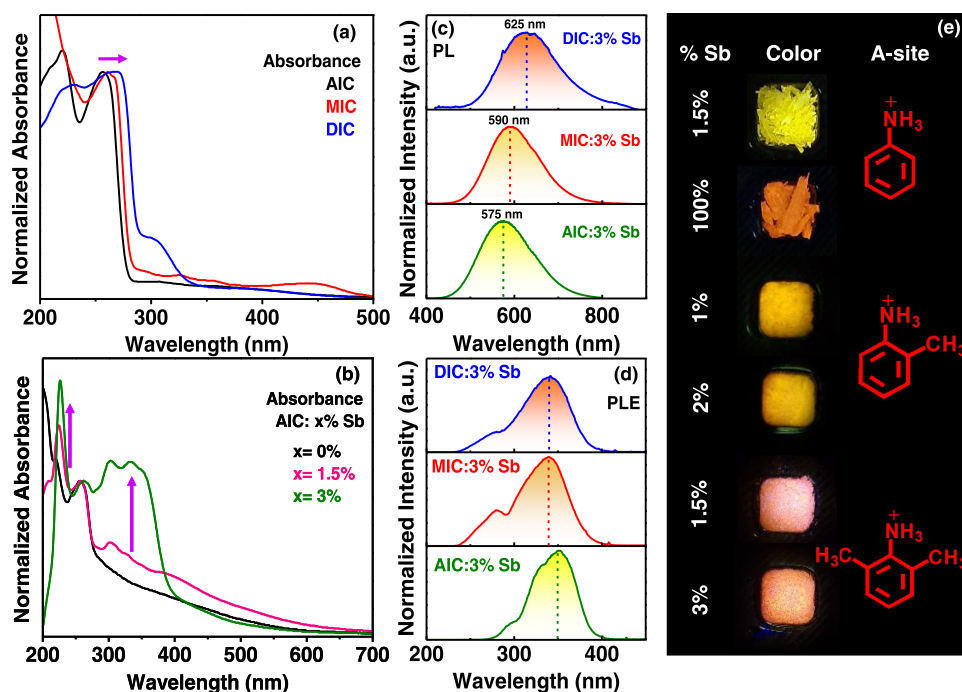 (a)
Absorbance
AIC
MIC
DIC
Normalized Absorbance
200 300 400 500
Wavelength (nm)
(b)
Absorbance
AIC: x% Sb
x= 0%
x= 1.5%
x= 3%
Normalized Absorbance
200 300 400 500 600 700
Wavelength (nm)
(c)
PL
625 nm
DIC:3% Sb
590 nm
MIC:3% Sb
575 nm
AIC:3% Sb
Normalized Intensity (a.u.)
400 600 800
Wavelength (nm)
DIC:3% Sb
(d)
PLE
MIC:3% Sb
AIC:3% Sb
Normalized Intensity (a.u.)
200 300 400
Wavelength (nm)
(e)
% Sb Color A-site
1.5%
+
NH3
100%
1%
+
NH3
CH3
2%
1.5%
+
NH3
H3C CH3
3%